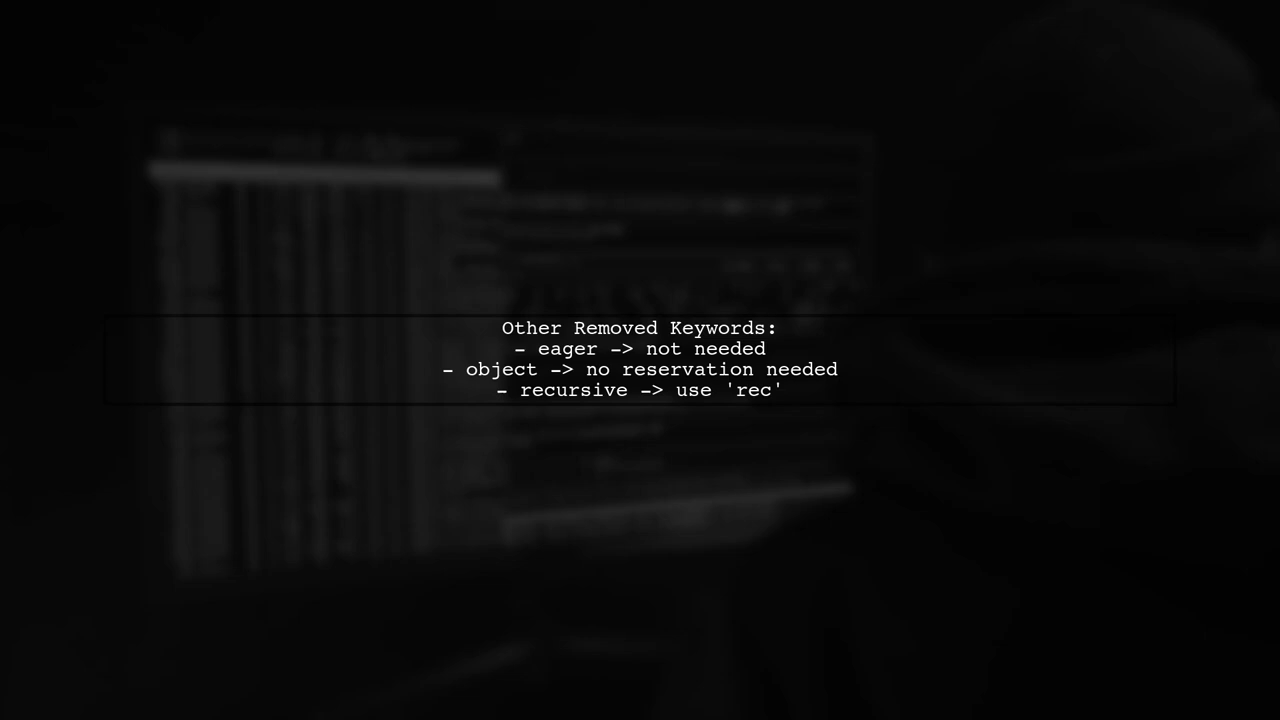 Other Removed Keywords:
- eager -> not needed
- object -> no reservation needed
- recursive -> use 'rec'